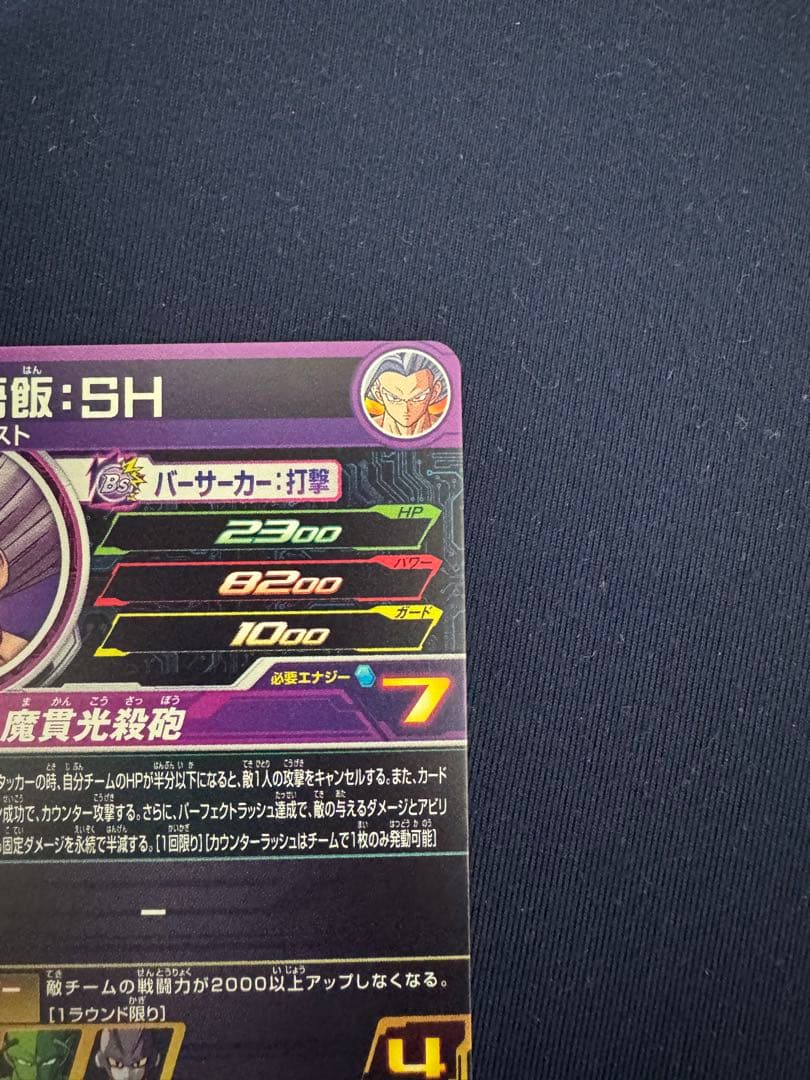 飯:SH
スト
Bs バーサーカー:打撃
HP
2300
パワー
8200
ガード
1000
必要エナジー 7
魔貫光殺砲
タッカーの時、自分チームのHPが半分以下になると、敵1人の攻撃をキャンセルする。また、カード
ン成功で、カウンター攻撃する。さらに、パーフェクトラッシュ達成で、敵の与えるダメージとアビリ
固定ダメージを永続で半減する。[1回限り][カウンターラッシュはチームで1枚のみ発動可能]
ー
敵チームの戦闘力が2000以上アップしなくなる。
[1ラウンド限り]
4